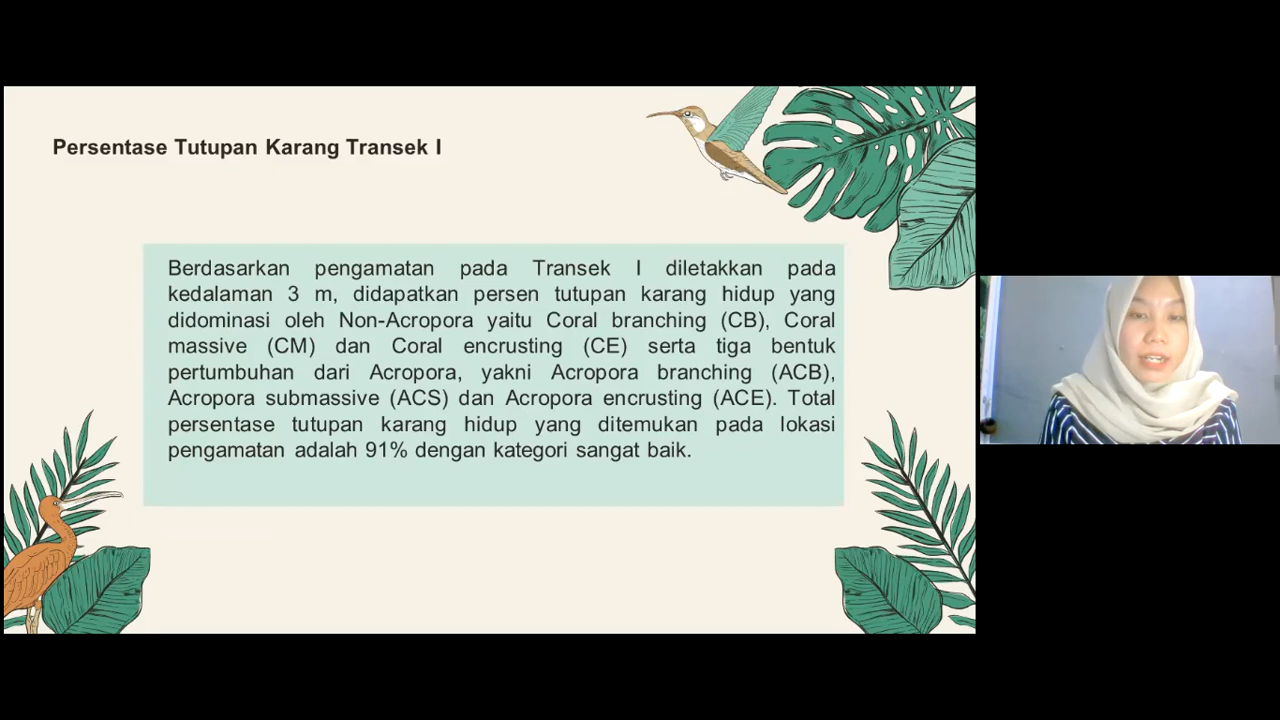 Persentase Tutupan Karang Transek I
Berdasarkan pengamatan pada Transek I diletakkan pada
kedalaman 3 m, didapatkan persen tutupan karang hidup yang
didominasi oleh Non-Acropora yaitu Coral branching (CB), Coral
massive (CM) dan Coral encrusting (CE) serta tiga bentuk
pertumbuhan dari Acropora, yakni Acropora branching (ACB),
Acropora submassive (ACS) dan Acropora encrusting (ACE). Total
persentase tutupan karang hidup yang ditemukan pada lokasi
pengamatan adalah 91% dengan kategori sangat baik.